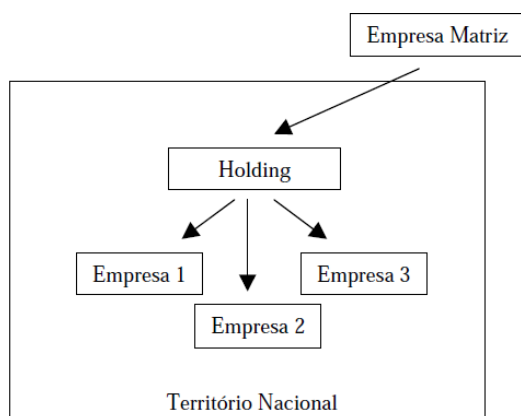 Empresa Matriz
Holding
Empresa 1
Empresa 3
Empresa 2
Território Nacional